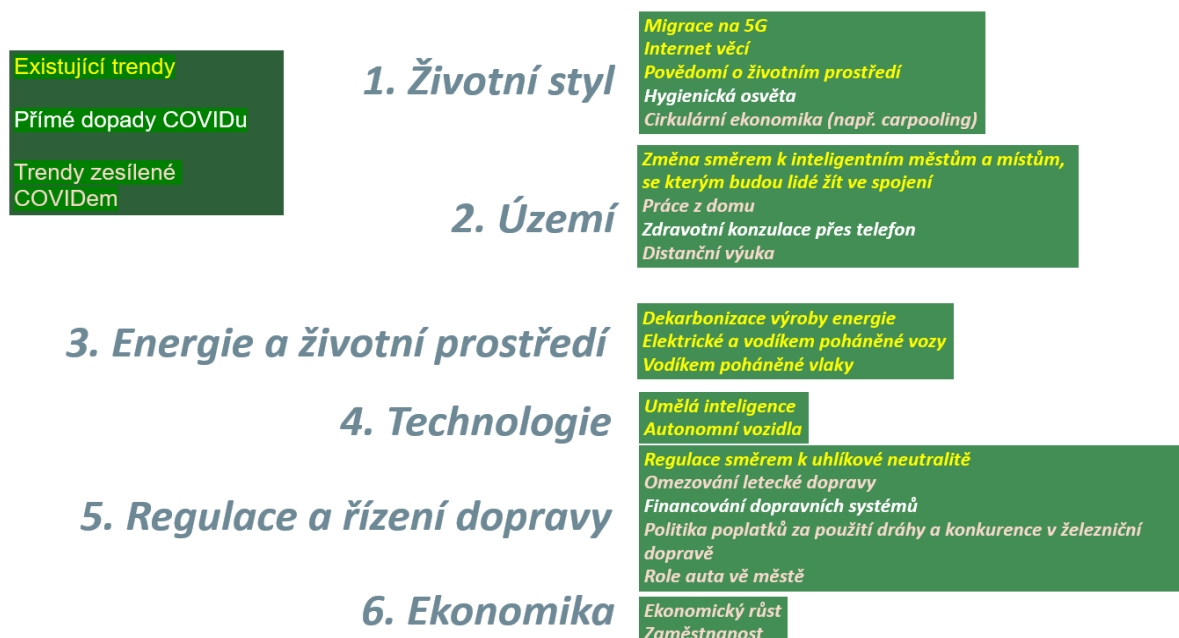 Existující trendy
Přímé dopady COVIDu
Trendy zesílené
COVIDem
1. Životní styl
Migrace na 5G
Internet věcí
Povědomí o životním prostředí
Hygienická osvěta
Cirkulární ekonomika (např. carpooling)
2. Území
Změna směrem k inteligentním městům a místům,
se kterým budou lidé žít ve spojení
Práce z domu
Zdravotní konzulace přes telefon
Distanční výuka
3. Energie a životní prostředí
Dekarbonizace výroby energie
Elektrické a vodíkem poháněné vozy
Vodíkem poháněné vlaky
4. Technologie
Umělá inteligence
Autonomní vozidla
5. Regulace a řízení dopravy
Regulace směrem k uhlíkové neutralitě
Omezování letecké dopravy
Financování dopravních systémů
Politika poplatků za použití dráhy a konkurence v železniční
dopravě
Role auta vě městě
6. Ekonomika
Ekonomický růst
Zaměstnanost